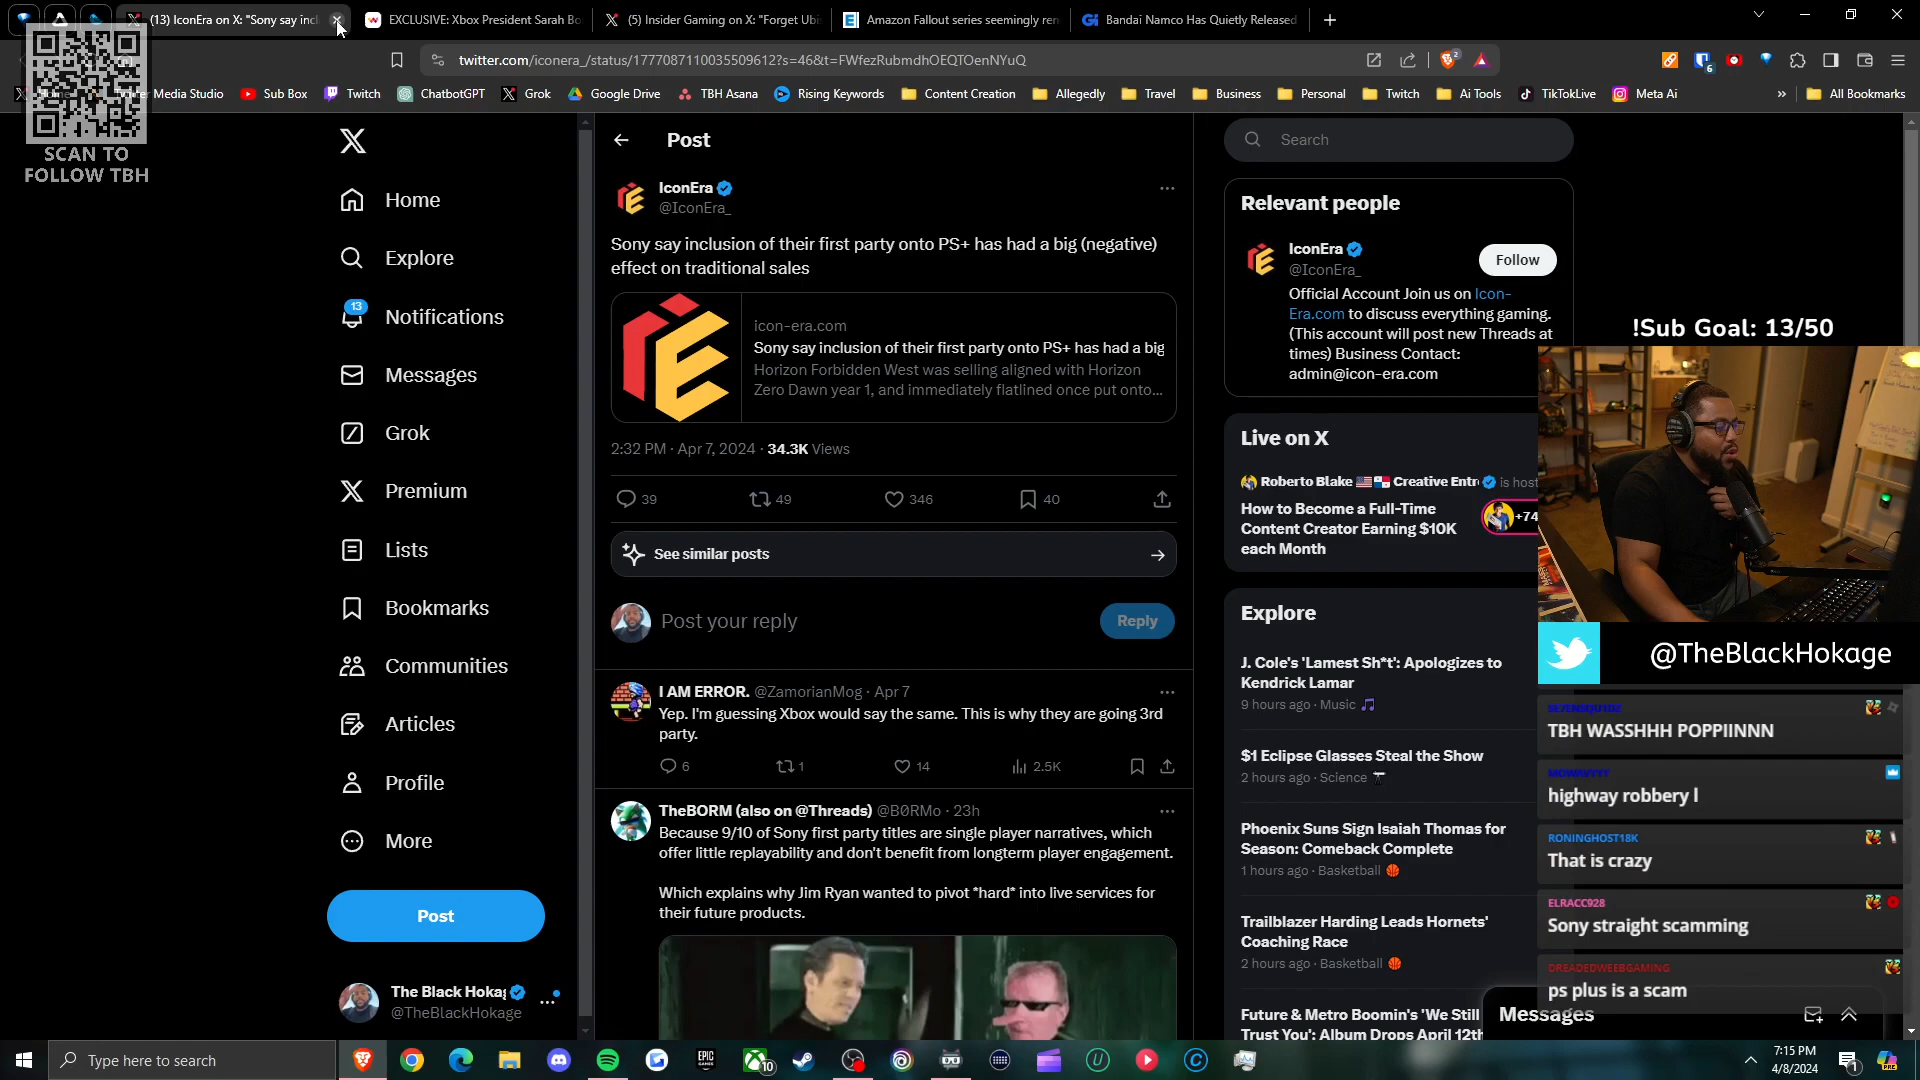 (13) IconEra on X: "Sony say incl
EXCLUSIVE: Xbox President Sarah Bo
(5) Insider Gaming on X: "Forget Ubi
Amazon Fallout series seemingly ren
Bandai Namco Has Quietly Released
twitter.com/iconera_/status/1777087110035509612?s=46&t=FWfezRubmdhOEQTOenNYuQ
2
6
Media Studio
Sub Box
Twitch
ChatbotGPT
Grok
Google Drive
TBH Asana
Rising Keywords
Content Creation
Allegedly
Travel
Business
Personal
Twitch
Ai Tools
TikTokLive
Meta Ai
All Bookmarks
SCAN TO
FOLLOW TBH
Home
Explore
13
Notifications
Messages
Grok
Premium
Lists
Bookmarks
Communities
Articles
Profile
More
Post
The Black Hokag
@TheBlackHokage
Post
IconEra
@IconEra_
Sony say inclusion of their first party onto PS+ has had a big (negative)
effect on traditional sales
icon-era.com
Sony say inclusion of their first party onto PS+ has had a big
Horizon Forbidden West was selling aligned with Horizon
Zero Dawn year 1, and immediately flatlined once put onto...
2:32 PM · Apr 7, 2024 · 34.3K Views
39
49
346
40
See similar posts
Post your reply
Reply
I AM ERROR. @ZamorianMog · Apr 7
Yep. I'm guessing Xbox would say the same. This is why they are going 3rd
party.
6
1
14
2.5K
TheBORM (also on @Threads) @B0RMo · 23h
Because 9/10 of Sony first party titles are single player narratives, which
offer little replayability and don't benefit from longterm player engagement.
Which explains why Jim Ryan wanted to pivot *hard* into live services for
their future products.
Search
Relevant people
IconEra
@IconEra_
Follow
Official Account Join us on Icon-
Era.com to discuss everything gaming.
(This account will post new Threads at
times) Business Contact:
admin@icon-era.com
Live on X
Roberto Blake Creative Entr is host
How to Become a Full-Time
Content Creator Earning $10K
each Month
+74
Explore
J. Cole's 'Lamest Sh*t': Apologizes to
Kendrick Lamar
9 hours ago · Music
$1 Eclipse Glasses Steal the Show
2 hours ago · Science
Phoenix Suns Sign Isaiah Thomas for
Season: Comeback Complete
1 hours ago · Basketball
Trailblazer Harding Leads Hornets'
Coaching Race
2 hours ago · Basketball
Future & Metro Boomin's 'We Still
Trust You': Album Drops April 12th
!Sub Goal: 13/50
@TheBlackHokage
TBH WASSHHH POPPIINNN
highway robbery l
RONINGHOST18K
That is crazy
ELRACC928
Sony straight scamming
DREADEDWEEBGAMING
ps plus is a scam
Messages
Type here to search
EPIC GAMES
10
7:15 PM
4/8/2024
1
PRE